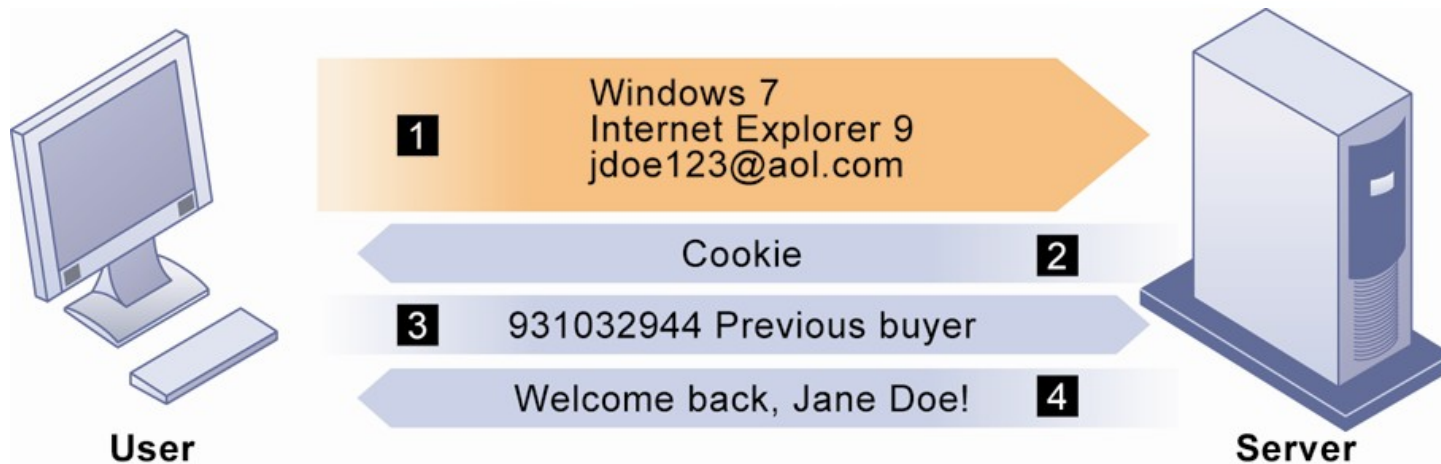 1
Windows 7
Internet Explorer 9
jdoe123@aol.com
Cookie 2
3 931032944 Previous buyer
Welcome back, Jane Doe! 4
User
Server